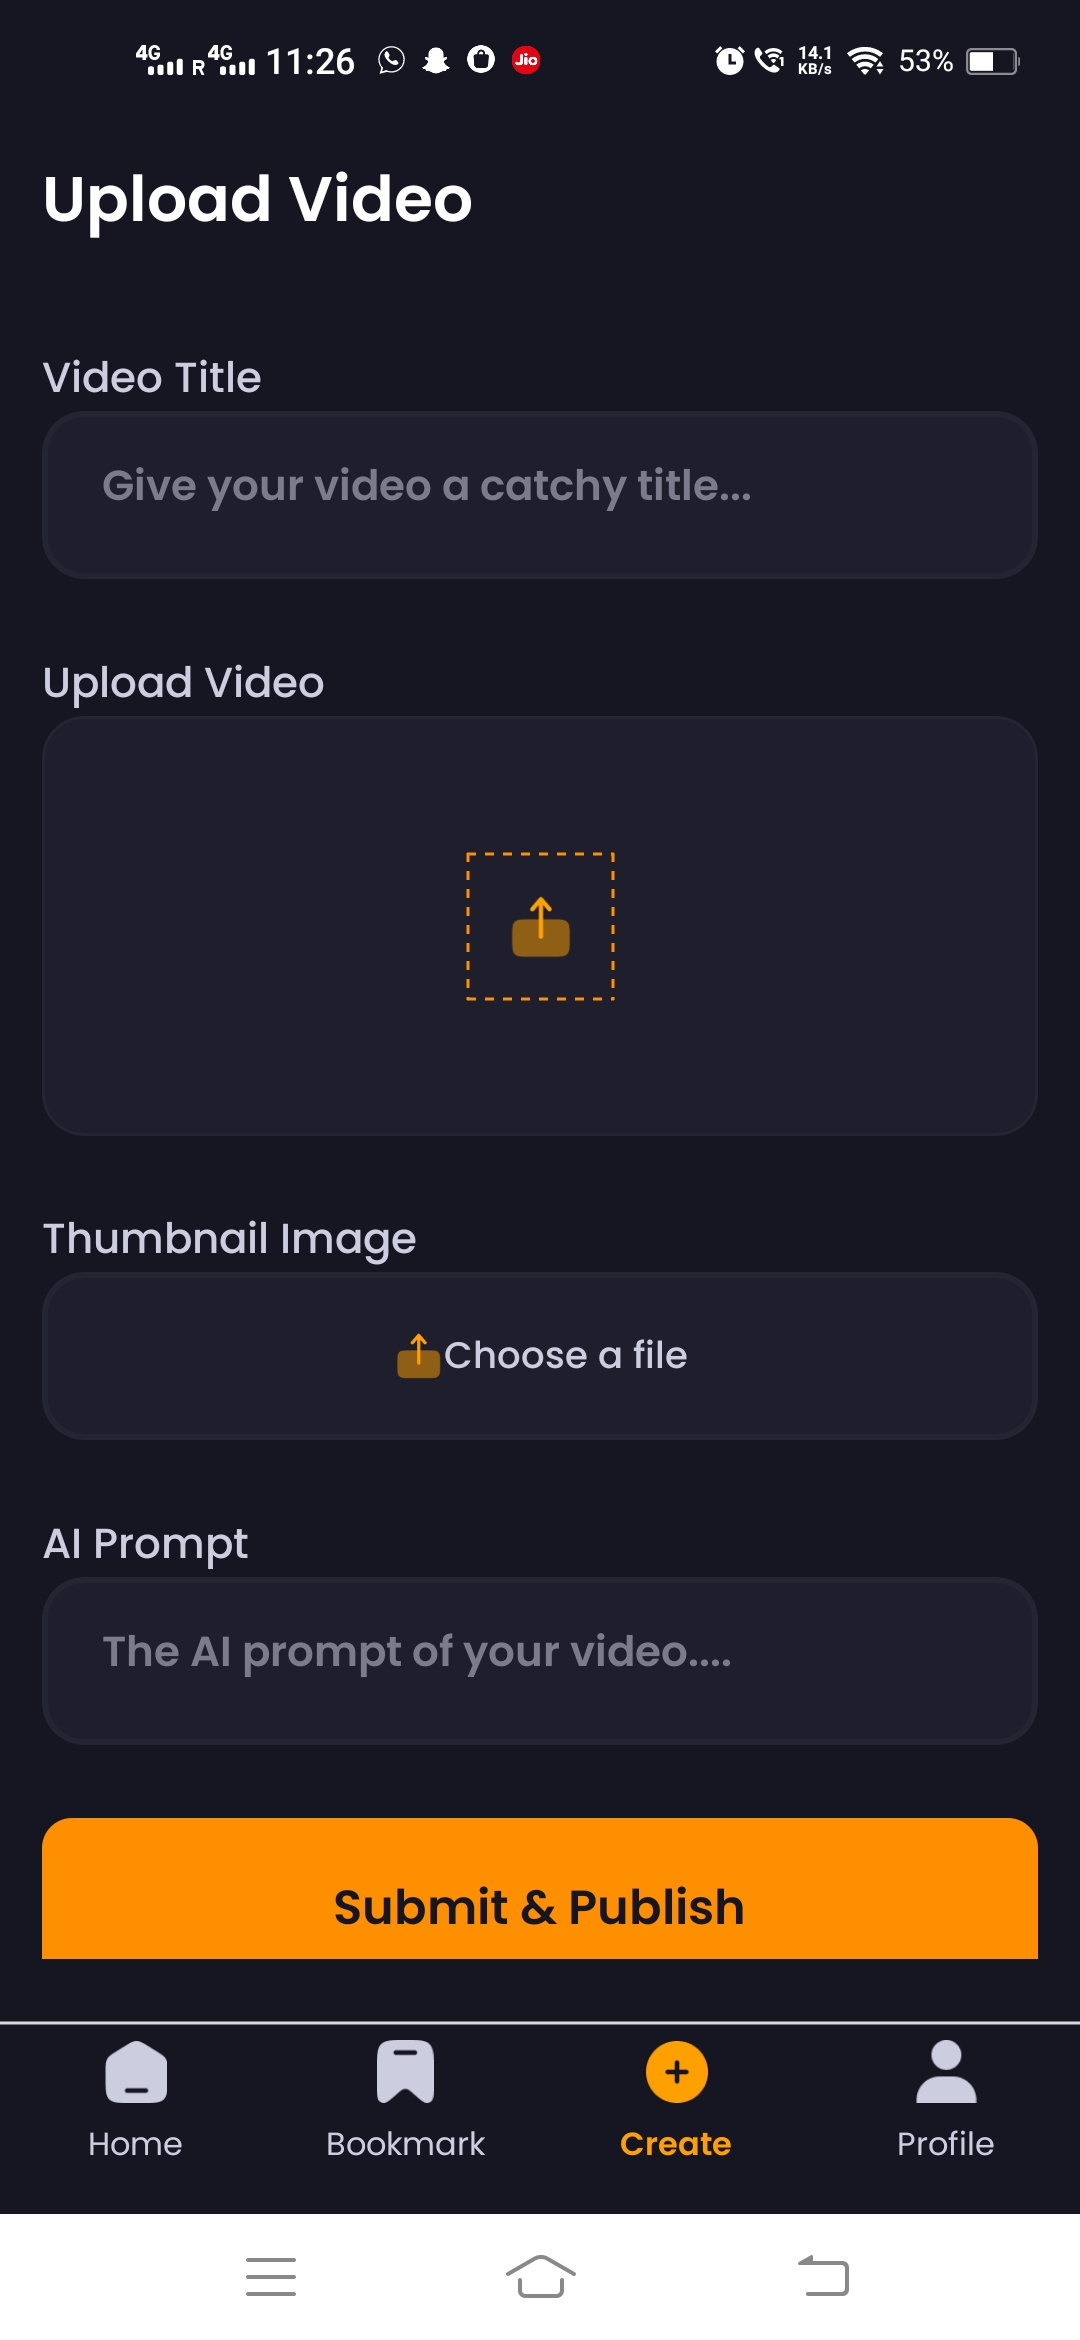 4G R 4G 11:26 Jio 14.1 KB/s 53%
Upload Video
Video Title
Give your video a catchy title...
Upload Video
Thumbnail Image
Choose a file
AI Prompt
The AI prompt of your video....
Submit & Publish
Home Bookmark Create Profile